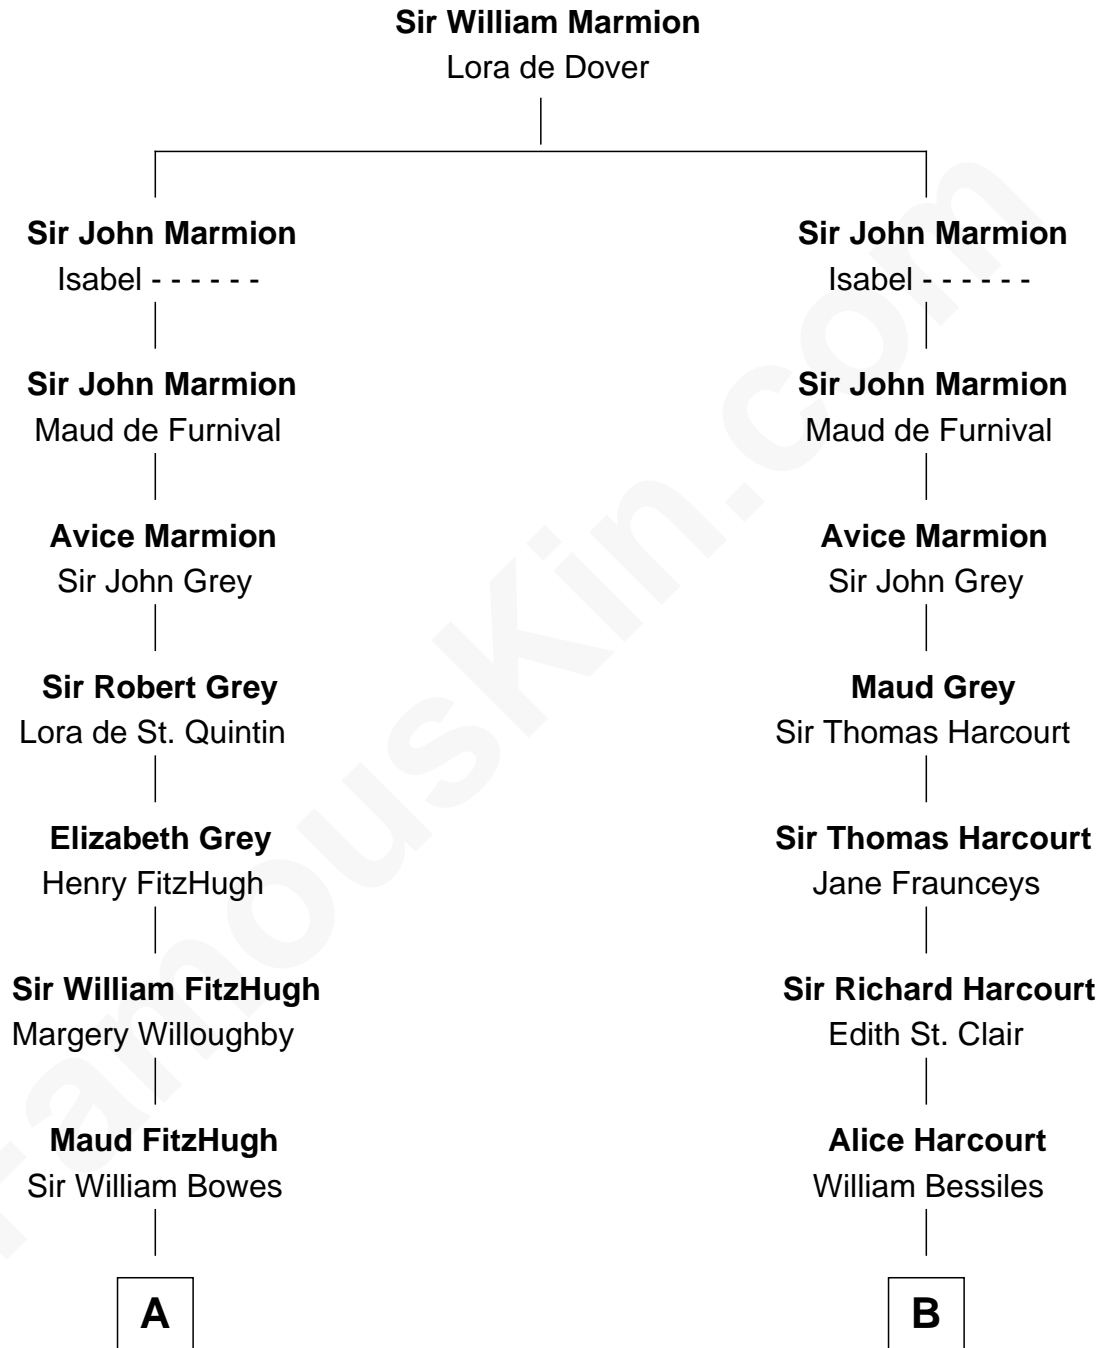 Sir William Marmion
Lora de Dover
Sir John Marmion
Isabel - - - - - -
Sir John Marmion
Maud de Furnival
Avice Marmion
Sir John Grey
Sir Robert Grey
Lora de St. Quintin
Elizabeth Grey
Henry FitzHugh
Sir William FitzHugh
Margery Willoughby
Maud FitzHugh
Sir William Bowes
A
Sir John Marmion
Isabel - - - - - -
Sir John Marmion
Maud de Furnival
Avice Marmion
Sir John Grey
Maud Grey
Sir Thomas Harcourt
Sir Thomas Harcourt
Jane Fraunceys
Sir Richard Harcourt
Edith St. Clair
Alice Harcourt
William Bessiles
B
FamousKin.com